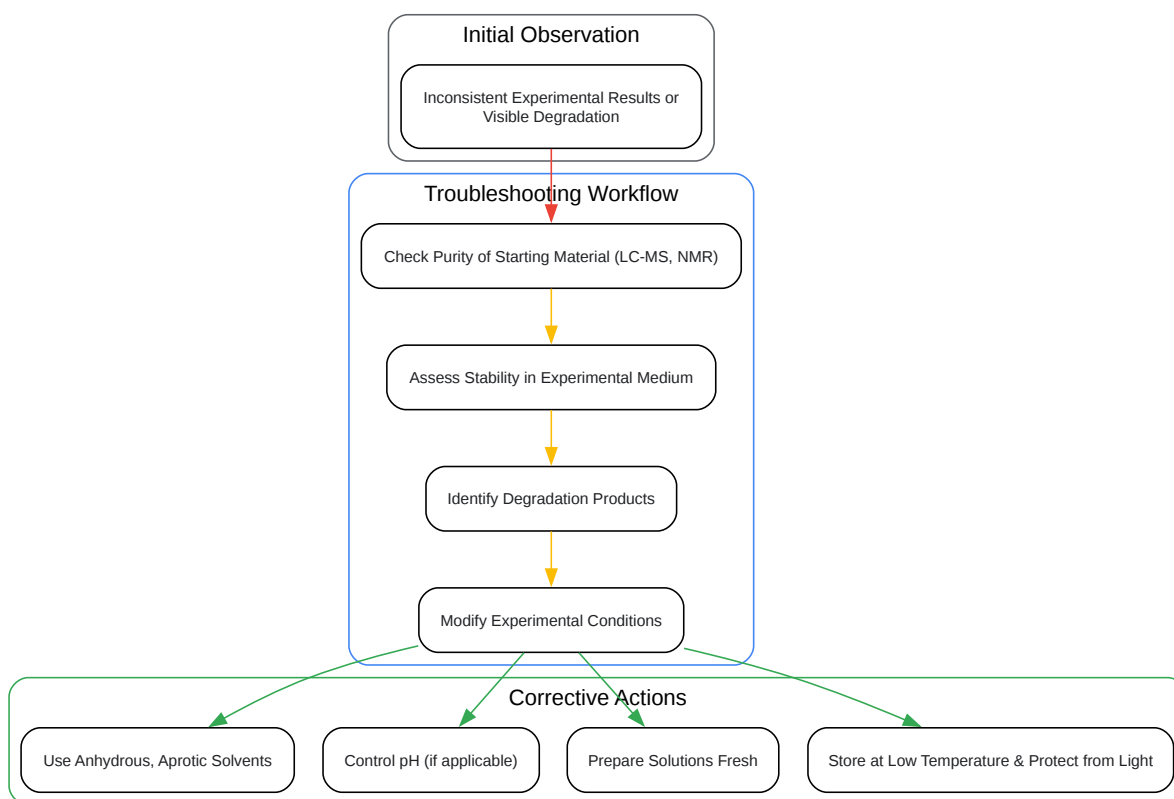 Initial Observation
Inconsistent Experimental Results or
Visible Degradation
Troubleshooting Workflow
Check Purity of Starting Material (LC-MS, NMR)
Assess Stability in Experimental Medium
Identify Degradation Products
Modify Experimental Conditions
Corrective Actions
Use Anhydrous, Aprotic Solvents
Control pH (if applicable)
Prepare Solutions Fresh
Store at Low Temperature & Protect from Light